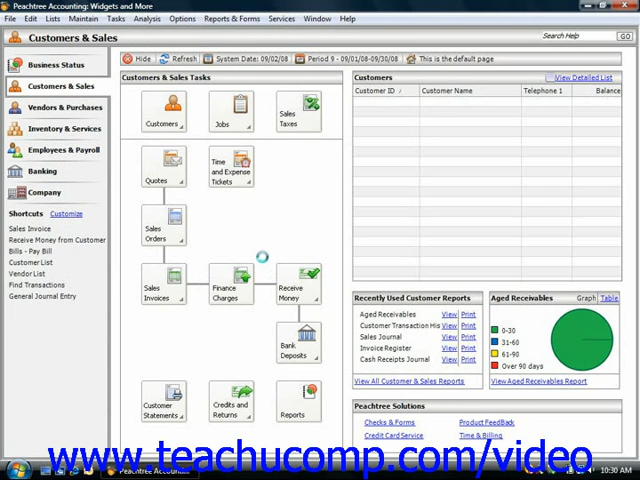 Peachtree Accounting: Widgets and More
File Edit Lists Maintain Tasks Analysis Options Reports & Forms Services Window Help
Customers & Sales
Search Help GO
Business Status
Customers & Sales
Vendors & Purchases
Inventory & Services
Employees & Payroll
Banking
Company
Shortcuts Customize
Sales Invoice
Receive Money from Customer
Bills - Pay Bill
Customer List
Vendor List
Find Transactions
General Journal Entry
Hide Refresh System Date: 09/02/08 Period 9 - 09/01/08-09/30/08 This is the default page
Customers & Sales Tasks
Customers
Jobs
Sales
Taxes
Quotes
Time
and Expense
Tickets
Sales
Orders
Sales
Invoices
Finance
Charges
Receive
Money
Bank
Deposits
Customer
Statements
Credits and
Returns
Reports
Customers View Detailed List
Customer ID / Customer Name Telephone 1 Balance
Recently Used Customer Reports
Aged Receivables View Print
Customer Transaction His View Print
Sales Journal View Print
Invoice Register View Print
Cash Receipts Journal View Print
View All Customer & Sales Reports
Aged Receivables Graph Table
0-30
31-60
61-90
Over 90 days
View Aged Receivables Report
Peachtree Solutions
Checks & Forms Product Feedback
Credit Card Service Time & Billing
www.teachucomp.com/video
Peachtree Account...
10:30 AM